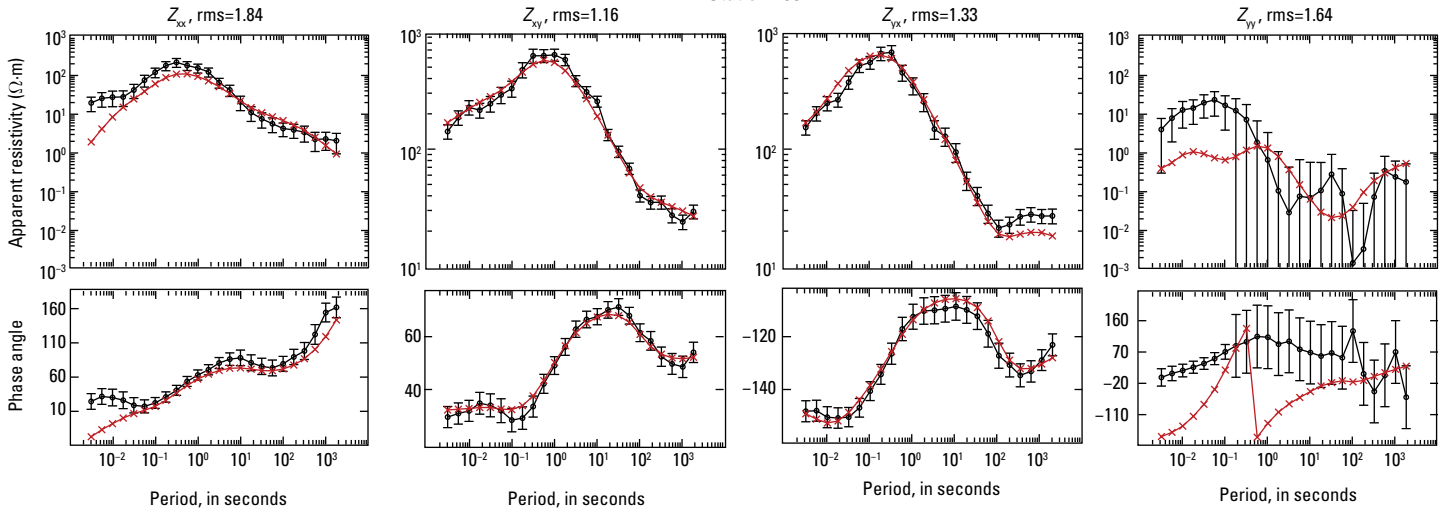 Z_xx, rms=1.84
Z_xy, rms=1.16
Z_yx, rms=1.33
Z_yy, rms=1.64
Apparent resistivity (Ω·m)
10³
10²
10¹
10⁰
10⁻¹
10⁻²
10⁻³
10³
10²
10¹
10³
10²
10¹
10³
10²
10¹
10⁰
10⁻¹
10⁻²
10⁻³
Phase angle
160
110
60
10
60
40
−120
−140
160
70
−20
−110
10⁻² 10⁻¹ 10⁰ 10¹ 10² 10³
10⁻² 10⁻¹ 10⁰ 10¹ 10² 10³
10⁻² 10⁻¹ 10⁰ 10¹ 10² 10³
10⁻² 10⁻¹ 10⁰ 10¹ 10² 10³
Period, in seconds
Period, in seconds
Period, in seconds
Period, in seconds